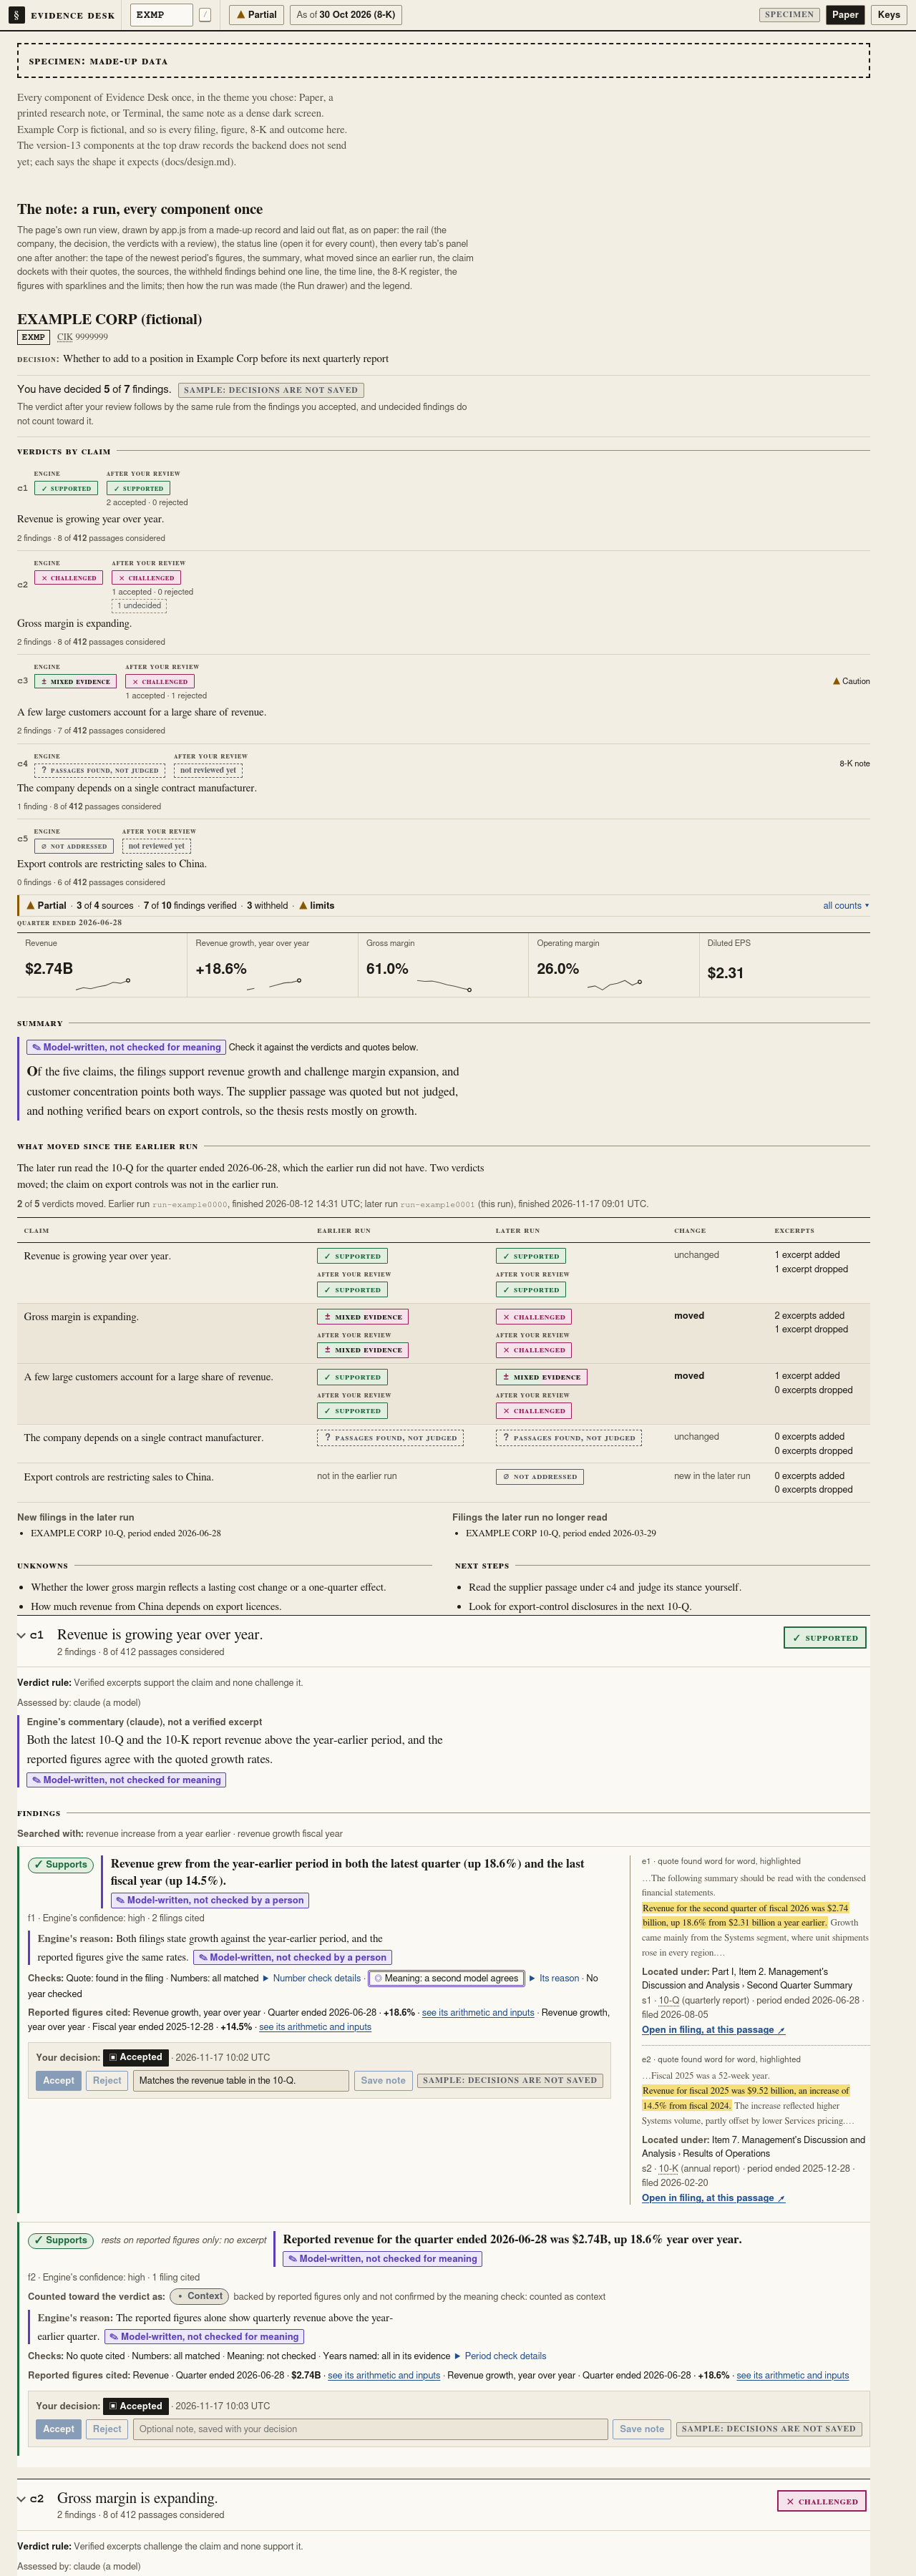 § EVIDENCE DESK EXMP / ▲ Partial As of 30 Oct 2026 (8-K) SPECIMEN Paper Keys
SPECIMEN: MADE-UP DATA
Every component of Evidence Desk once, in the theme you chose: Paper, a
printed research note, or Terminal, the same note as a dense dark screen.
Example Corp is fictional, and so is every filing, figure, 8-K and outcome here.
The version-13 components at the top draw records the backend does not send
yet; each says the shape it expects (docs/design.md).
The note: a run, every component once
The page's own run view, drawn by app.js from a made-up record and laid out flat, as on paper: the rail (the
company, the decision, the verdicts with a review), the status line (open it for every count), then every tab's panel
one after another: the tape of the newest period's figures, the summary, what moved since an earlier run, the claim
dockets with their quotes, the sources, the withheld findings behind one line, the time line, the 8-K register, the
figures with sparklines and the limits; then how the run was made (the Run drawer) and the legend.
EXAMPLE CORP (fictional)
EXMP CIK 9999999
DECISION: Whether to add to a position in Example Corp before its next quarterly report
You have decided 5 of 7 findings. SAMPLE: DECISIONS ARE NOT SAVED
The verdict after your review follows by the same rule from the findings you accepted, and undecided findings do
not count toward it.
VERDICTS BY CLAIM
ENGINE AFTER YOUR REVIEW
c1 ✓ SUPPORTED ✓ SUPPORTED
2 accepted · 0 rejected
Revenue is growing year over year.
2 findings · 8 of 412 passages considered
ENGINE AFTER YOUR REVIEW
c2 × CHALLENGED × CHALLENGED
1 accepted · 0 rejected
1 undecided
Gross margin is expanding.
2 findings · 8 of 412 passages considered
ENGINE AFTER YOUR REVIEW
c3 ± MIXED EVIDENCE × CHALLENGED ▲ Caution
1 accepted · 1 rejected
A few large customers account for a large share of revenue.
2 findings · 7 of 412 passages considered
ENGINE AFTER YOUR REVIEW
c4 ? PASSAGES FOUND, NOT JUDGED not reviewed yet 8-K note
The company depends on a single contract manufacturer.
1 finding · 8 of 412 passages considered
ENGINE AFTER YOUR REVIEW
c5 ∅ NOT ADDRESSED not reviewed yet
Export controls are restricting sales to China.
0 findings · 6 of 412 passages considered
▲ Partial · 3 of 4 sources · 7 of 10 findings verified · 3 withheld · ▲ limits all counts ▾
QUARTER ENDED 2026-06-28
Revenue Revenue growth, year over year Gross margin Operating margin Diluted EPS
$2.74B +18.6% 61.0% 26.0% $2.31
SUMMARY
✎ Model-written, not checked for meaning Check it against the verdicts and quotes below.
Of the five claims, the filings support revenue growth and challenge margin expansion, and
customer concentration points both ways. The supplier passage was quoted but not judged,
and nothing verified bears on export controls, so the thesis rests mostly on growth.
WHAT MOVED SINCE THE EARLIER RUN
The later run read the 10-Q for the quarter ended 2026-06-28, which the earlier run did not have. Two verdicts
moved; the claim on export controls was not in the earlier run.
2 of 5 verdicts moved. Earlier run run-example0000, finished 2026-08-12 14:31 UTC; later run run-example0001 (this run), finished 2026-11-17 09:01 UTC.
CLAIM EARLIER RUN LATER RUN CHANGE EXCERPTS
Revenue is growing year over year. ✓ SUPPORTED ✓ SUPPORTED unchanged 1 excerpt added
1 excerpt dropped
AFTER YOUR REVIEW AFTER YOUR REVIEW
✓ SUPPORTED ✓ SUPPORTED
Gross margin is expanding. ± MIXED EVIDENCE × CHALLENGED moved 2 excerpts added
1 excerpt dropped
AFTER YOUR REVIEW AFTER YOUR REVIEW
± MIXED EVIDENCE × CHALLENGED
A few large customers account for a large share of revenue. ✓ SUPPORTED ± MIXED EVIDENCE moved 1 excerpt added
0 excerpts dropped
AFTER YOUR REVIEW AFTER YOUR REVIEW
✓ SUPPORTED × CHALLENGED
The company depends on a single contract manufacturer. ? PASSAGES FOUND, NOT JUDGED ? PASSAGES FOUND, NOT JUDGED unchanged 0 excerpts added
0 excerpts dropped
Export controls are restricting sales to China. not in the earlier run ∅ NOT ADDRESSED new in the later run 0 excerpts added
0 excerpts dropped
New filings in the later run Filings the later run no longer read
• EXAMPLE CORP 10-Q, period ended 2026-06-28 • EXAMPLE CORP 10-Q, period ended 2026-03-29
UNKNOWNS NEXT STEPS
• Whether the lower gross margin reflects a lasting cost change or a one-quarter effect. • Read the supplier passage under c4 and judge its stance yourself.
• How much revenue from China depends on export licences. • Look for export-control disclosures in the next 10-Q.
c1 Revenue is growing year over year. ✓ SUPPORTED
2 findings · 8 of 412 passages considered
Verdict rule: Verified excerpts support the claim and none challenge it.
Assessed by: claude (a model)
Engine's commentary (claude), not a verified excerpt
Both the latest 10-Q and the 10-K report revenue above the year-earlier period, and the
reported figures agree with the quoted growth rates.
✎ Model-written, not checked for meaning
FINDINGS
Searched with: revenue increase from a year earlier · revenue growth fiscal year
✓ Supports Revenue grew from the year-earlier period in both the latest quarter (up 18.6%) and the last
fiscal year (up 14.5%).
✎ Model-written, not checked by a person
f1 · Engine's confidence: high · 2 filings cited
Engine's reason: Both filings state growth against the year-earlier period, and the
reported figures give the same rates. ✎ Model-written, not checked by a person
Checks: Quote: found in the filing · Numbers: all matched ▶ Number check details · Meaning: a second model agrees ▶ Its reason · No
year checked
Reported figures cited: Revenue growth, year over year · Quarter ended 2026-06-28 · +18.6% · see its arithmetic and inputs · Revenue growth,
year over year · Fiscal year ended 2025-12-28 · +14.5% · see its arithmetic and inputs
Your decision: ▣ Accepted · 2026-11-17 10:02 UTC
Accept Reject Matches the revenue table in the 10-Q. Save note SAMPLE: DECISIONS ARE NOT SAVED
e1 · quote found word for word, highlighted
…The following summary should be read with the condensed
financial statements.
Revenue for the second quarter of fiscal 2026 was $2.74
billion, up 18.6% from $2.31 billion a year earlier. Growth
came mainly from the Systems segment, where unit shipments
rose in every region.…
Located under: Part I, Item 2. Management's
Discussion and Analysis › Second Quarter Summary
s1 · 10-Q (quarterly report) · period ended 2026-06-28 ·
filed 2026-08-05
Open in filing, at this passage ↗
e2 · quote found word for word, highlighted
…Fiscal 2025 was a 52-week year.
Revenue for fiscal 2025 was $9.52 billion, an increase of
14.5% from fiscal 2024. The increase reflected higher
Systems volume, partly offset by lower Services pricing.…
Located under: Item 7. Management's Discussion and
Analysis › Results of Operations
s2 · 10-K (annual report) · period ended 2025-12-28 ·
filed 2026-02-20
Open in filing, at this passage ↗
✓ Supports rests on reported figures only: no excerpt Reported revenue for the quarter ended 2026-06-28 was $2.74B, up 18.6% year over year.
✎ Model-written, not checked for meaning
f2 · Engine's confidence: high · 1 filing cited
Counted toward the verdict as: • Context backed by reported figures only and not confirmed by the meaning check: counted as context
Engine's reason: The reported figures alone show quarterly revenue above the year-
earlier quarter. ✎ Model-written, not checked for meaning
Checks: No quote cited · Numbers: all matched · Meaning: not checked · Years named: all in its evidence ▶ Period check details
Reported figures cited: Revenue · Quarter ended 2026-06-28 · $2.74B · see its arithmetic and inputs · Revenue growth, year over year · Quarter ended 2026-06-28 · +18.6% · see its arithmetic and inputs
Your decision: ▣ Accepted · 2026-11-17 10:03 UTC
Accept Reject Optional note, saved with your decision Save note SAMPLE: DECISIONS ARE NOT SAVED
c2 Gross margin is expanding. × CHALLENGED
2 findings · 8 of 412 passages considered
Verdict rule: Verified excerpts challenge the claim and none support it.
Assessed by: claude (a model)